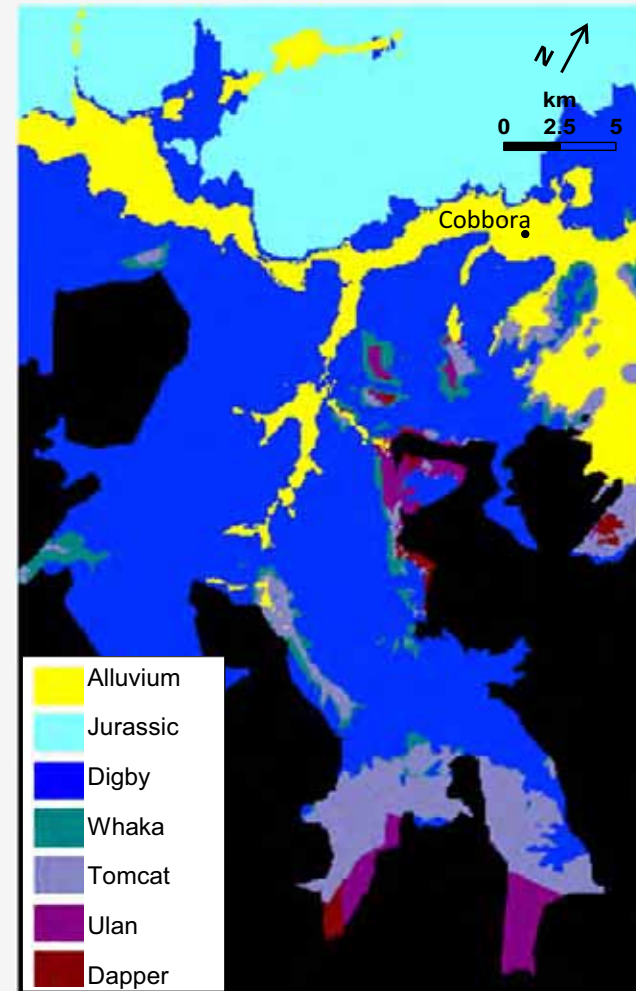 N
km
0 2.5 5
Cobbora
Alluvium
Jurassic
Digby
Whaka
Tomcat
Ulan
Dapper